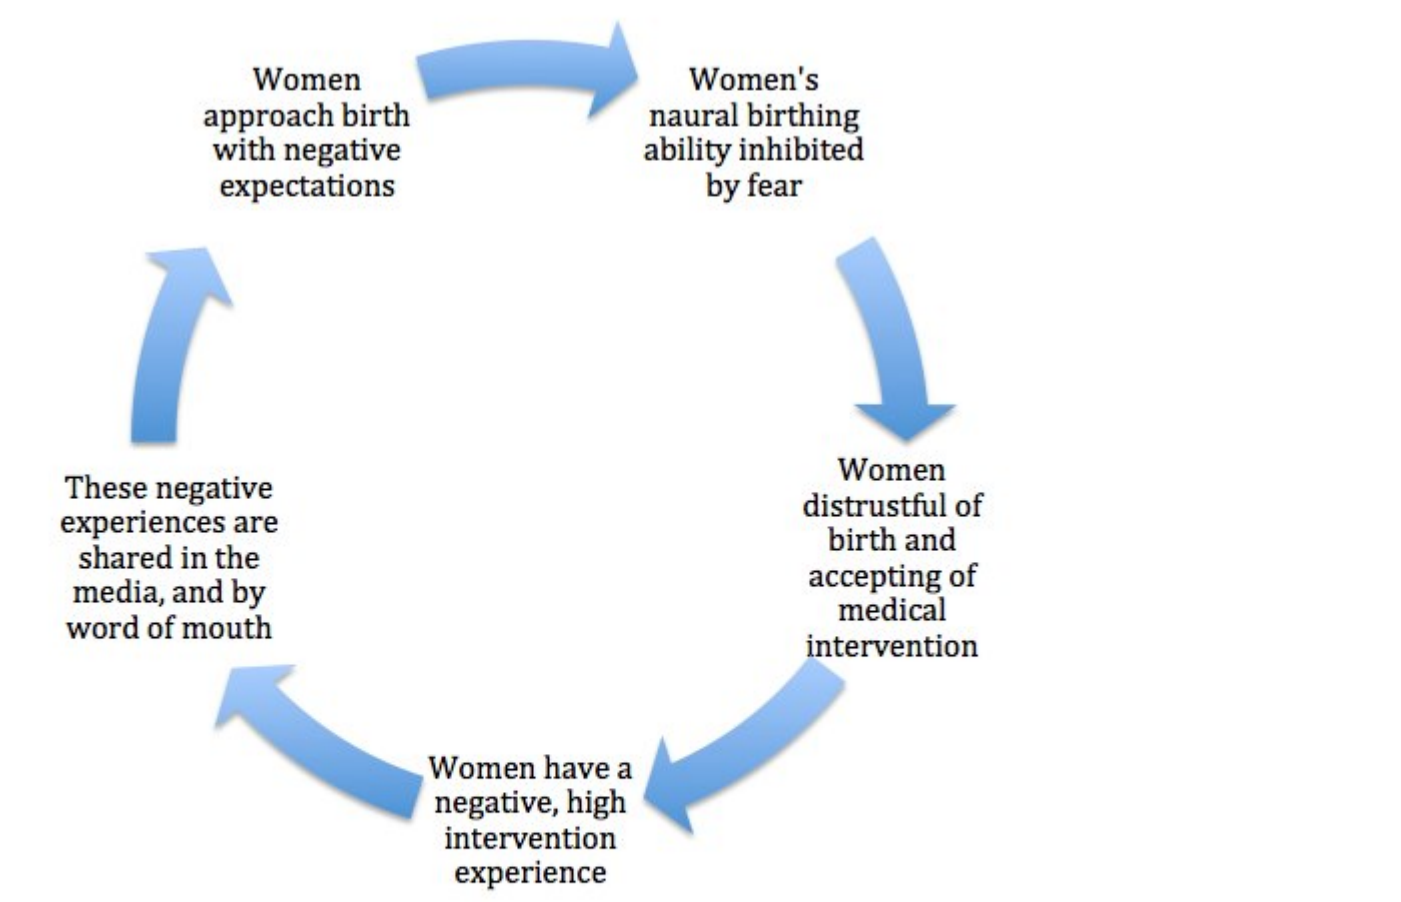 Women
approach birth
with negative
expectations
Women's
naural birthing
ability inhibited
by fear
Women
distrustful of
birth and
accepting of
medical
intervention
Women have a
negative, high
intervention
experience
These negative
experiences are
shared in the
media, and by
word of mouth